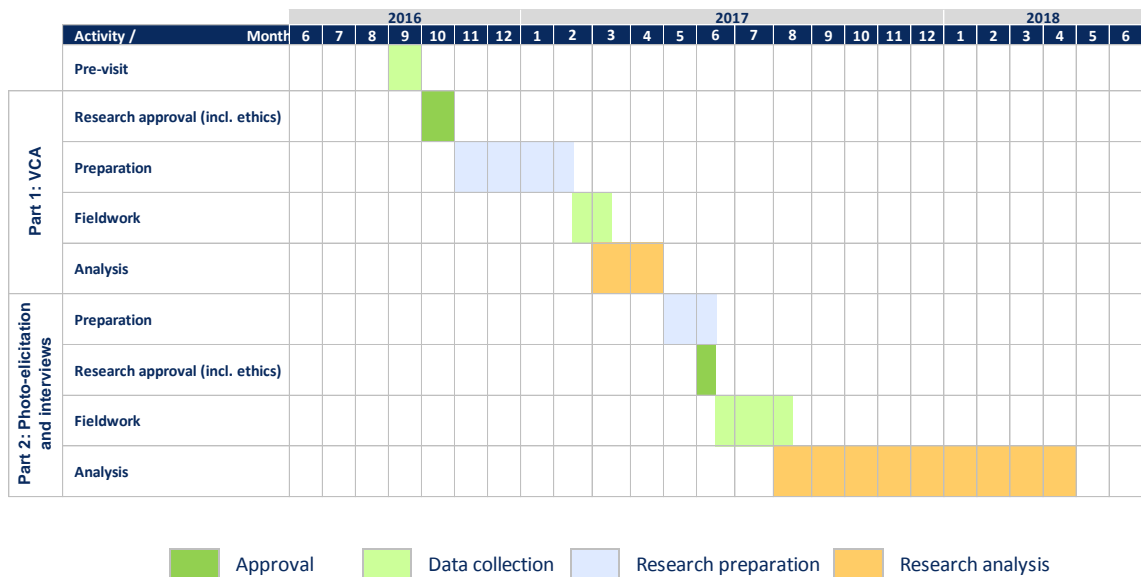 2016 2017 2018
Activity / Month 6 7 8 9 10 11 12 1 2 3 4 5 6 7 8 9 10 11 12 1 2 3 4 5 6
Pre-visit
Part 1: VCA
Research approval (incl. ethics)
Preparation
Fieldwork
Analysis
Part 2: Photo-elicitation
and interviews
Preparation
Research approval (incl. ethics)
Fieldwork
Analysis
Approval Data collection Research preparation Research analysis